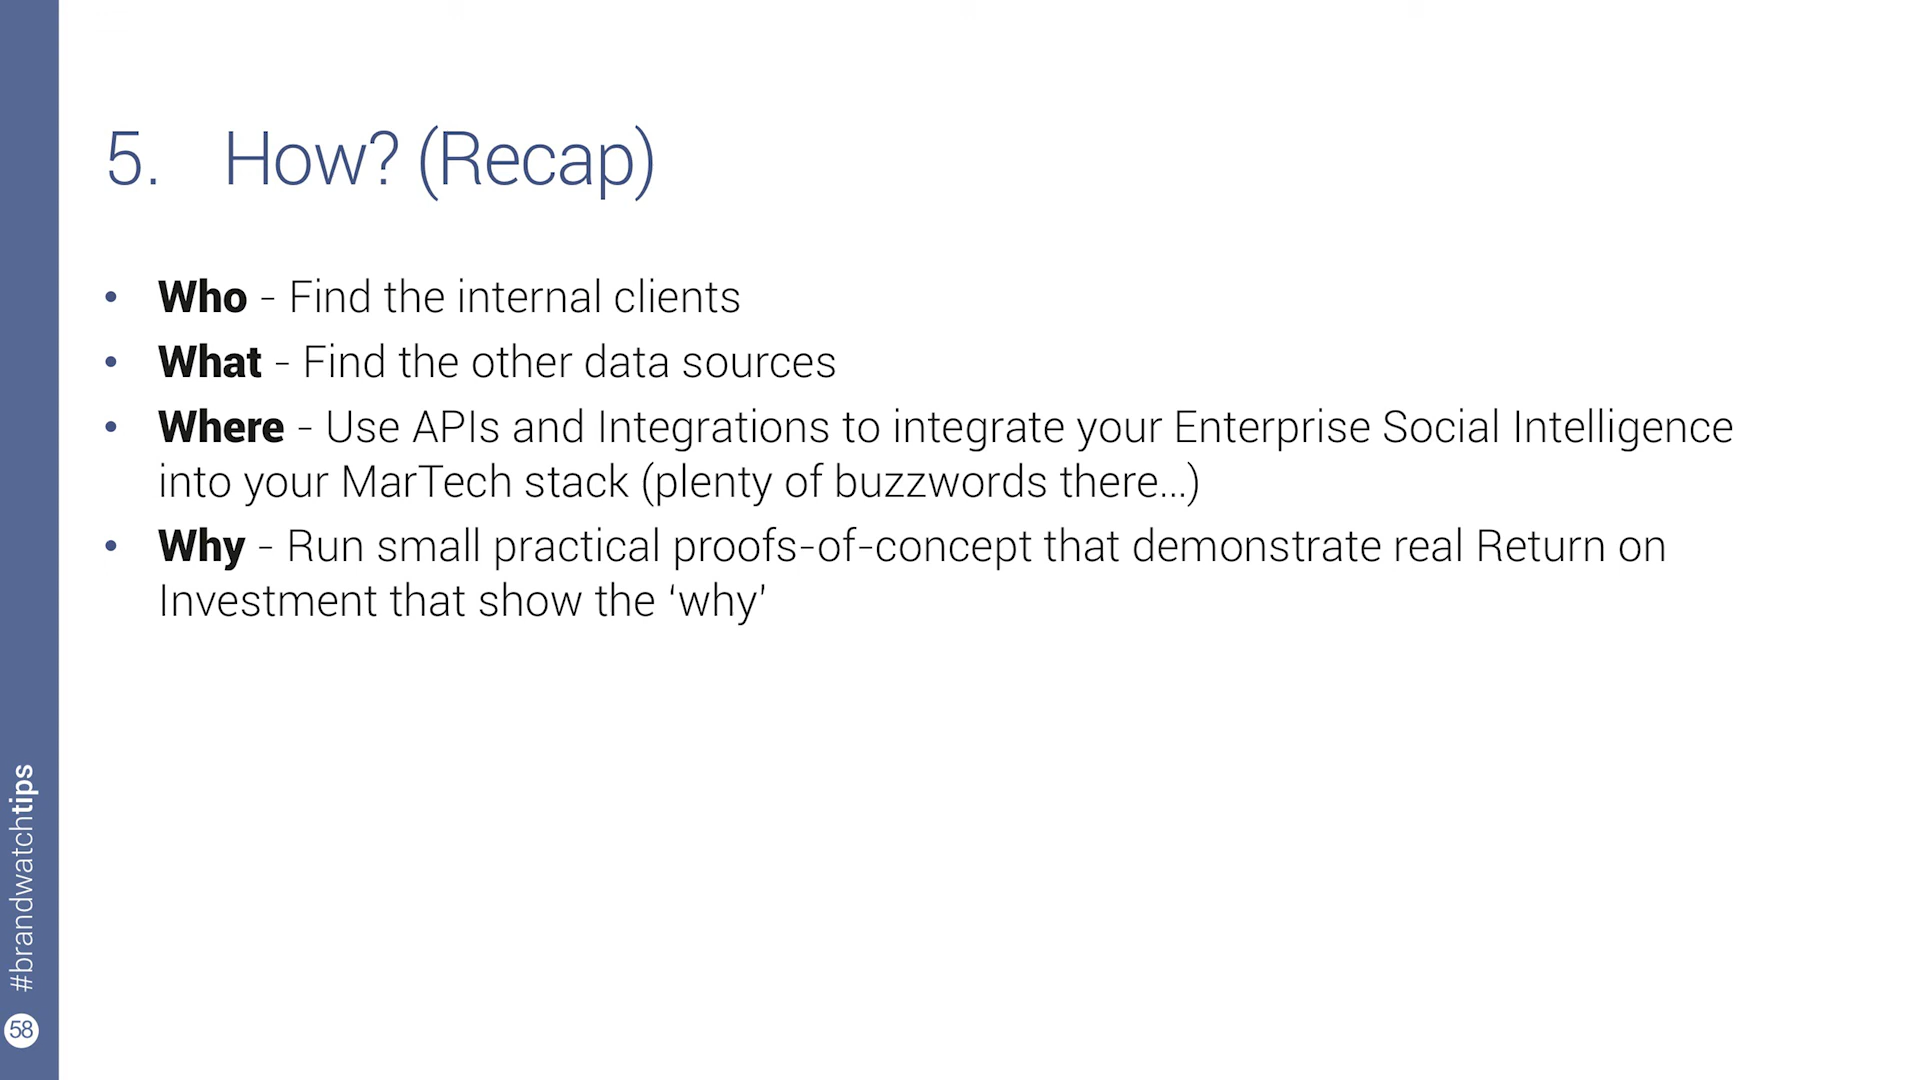 5. How? (Recap)
• Who - Find the internal clients
• What - Find the other data sources
• Where - Use APIs and Integrations to integrate your Enterprise Social Intelligence
into your MarTech stack (plenty of buzzwords there...)
• Why - Run small practical proofs-of-concept that demonstrate real Return on
Investment that show the ‘why’
#brandwatchtips
58